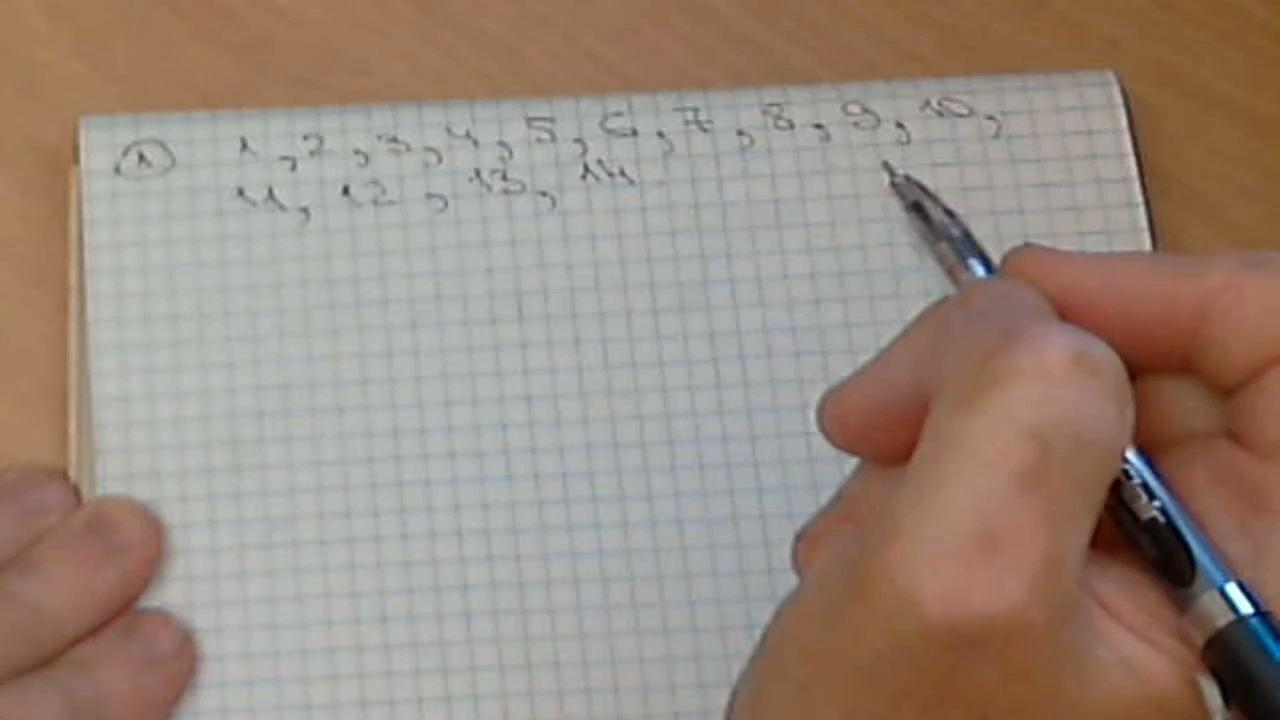 ① 1, 2, 3, 4, 5, 6, 7, 8, 9, 10,
11, 12, 13, 14